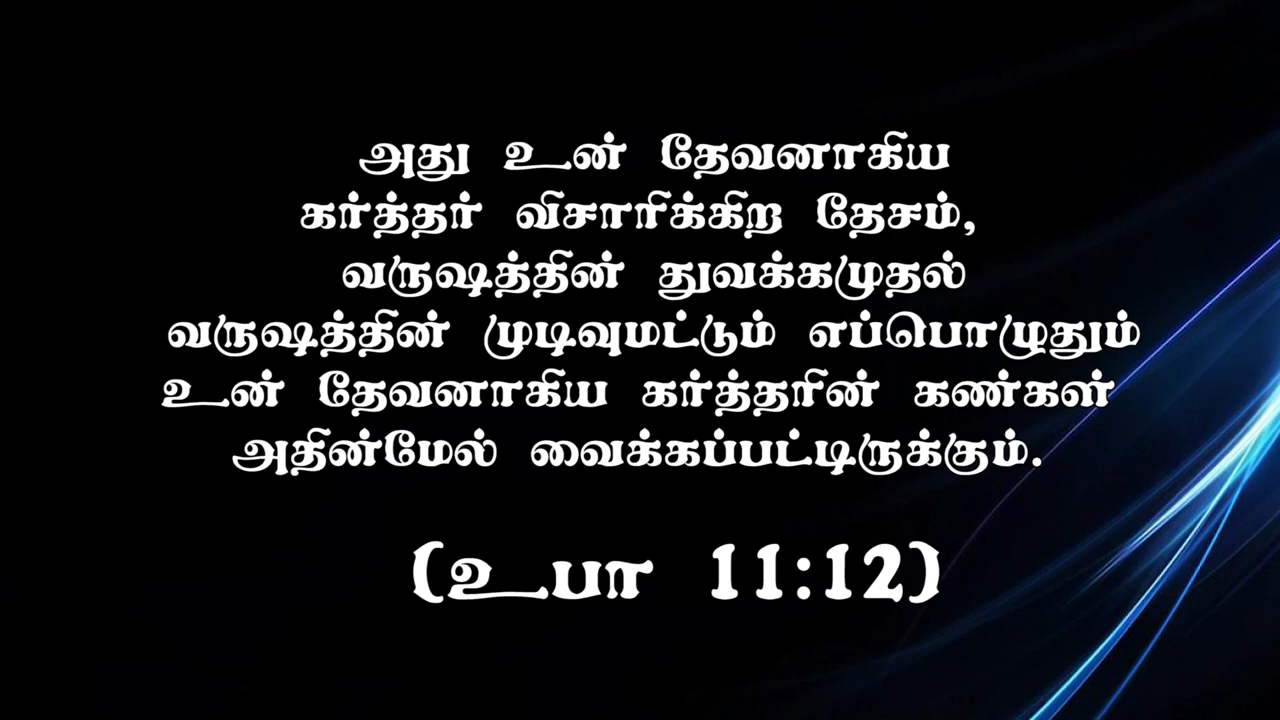 அது உன் தேவனாகிய
கர்த்தர் விசாரிக்கிற தேசம்,
வருஷத்தின் துவக்கமுதல்
வருஷத்தின் முடிவுமட்டும் எப்பொழுதும்
உன் தேவனாகிய கர்த்தரின் கண்கள்
அதின்மேல் வைக்கப்பட்டிருக்கும்.
(உபா 11:12)